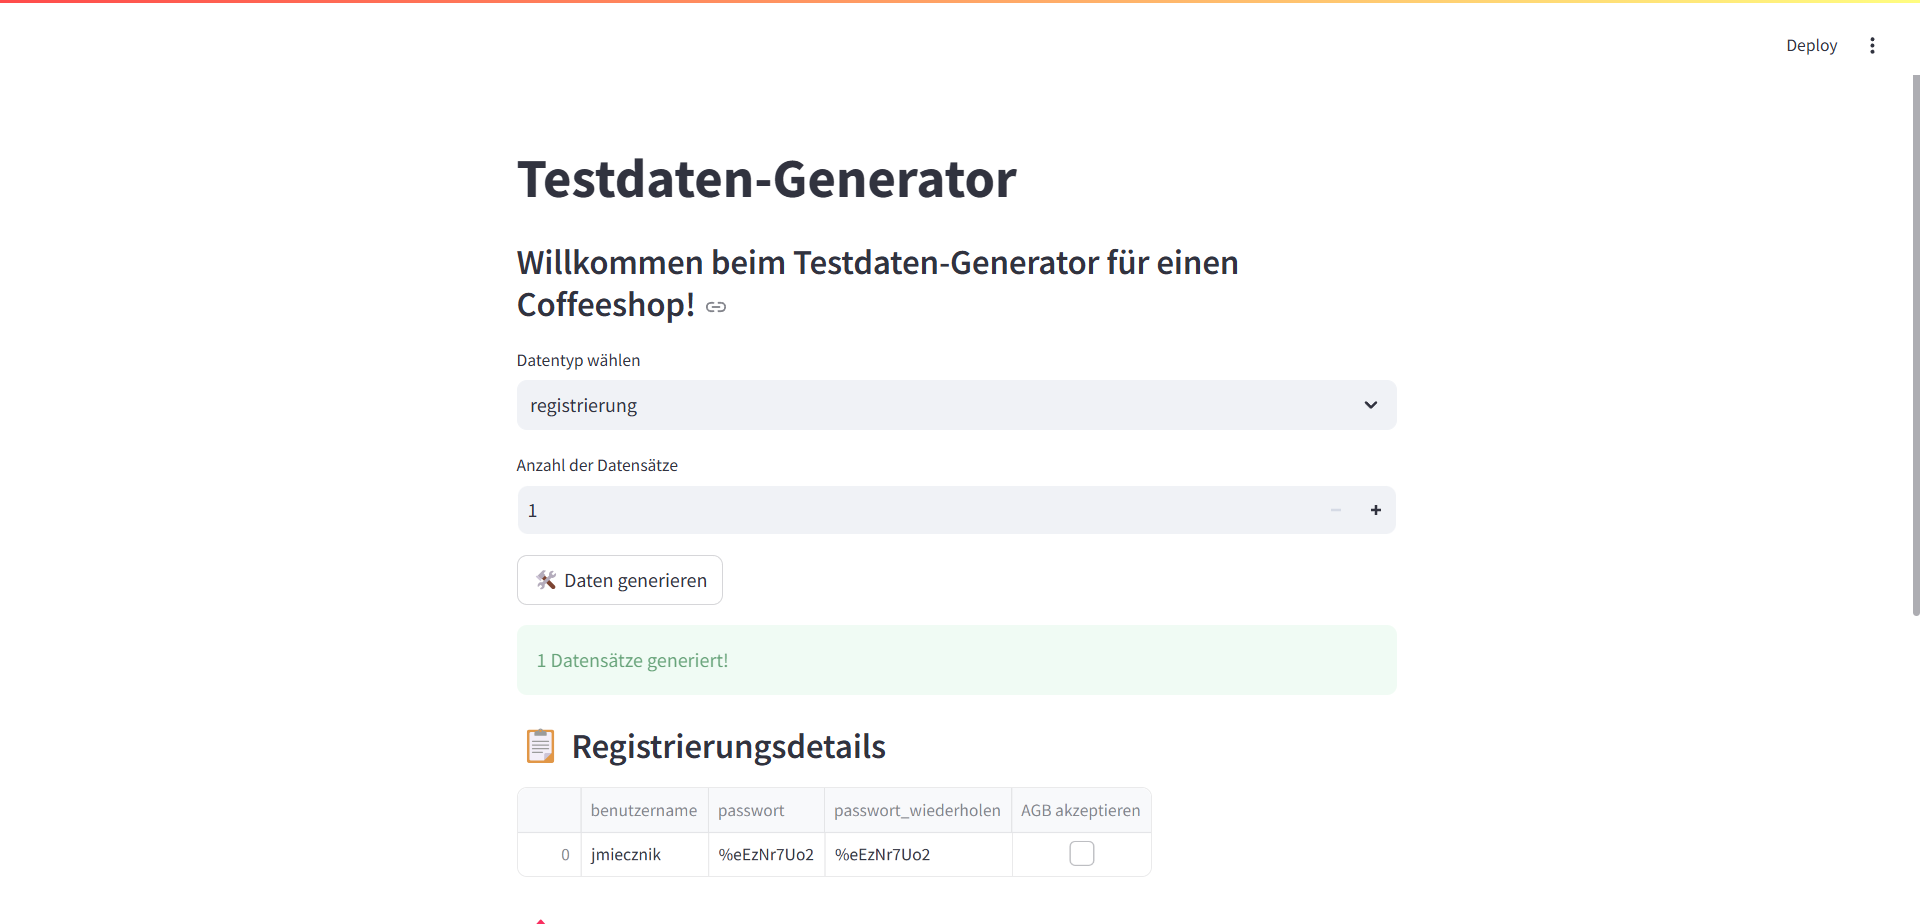 Deploy
Testdaten-Generator
Willkommen beim Testdaten-Generator für einen
Coffeeshop!
Datentyp wählen
registrierung
Anzahl der Datensätze
1
Daten generieren
1 Datensätze generiert!
Registrierungsdetails
benutzername passwort passwort_wiederholen AGB akzeptieren
0 jmiecznik %eEzNr7Uo2 %eEzNr7Uo2